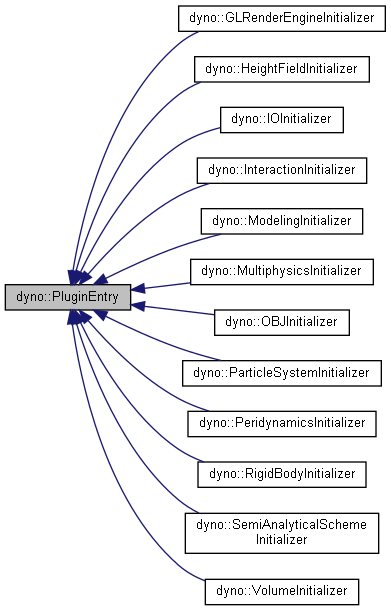 dyno::GLRenderEngineInitializer
dyno::HeightFieldInitializer
dyno::IOInitializer
dyno::InteractionInitializer
dyno::ModelingInitializer
dyno::MultiphysicsInitializer
dyno::PluginEntry
dyno::OBJInitializer
dyno::ParticleSystemInitializer
dyno::PeridynamicsInitializer
dyno::RigidBodyInitializer
dyno::SemiAnalyticalScheme
Initializer
dyno::VolumeInitializer